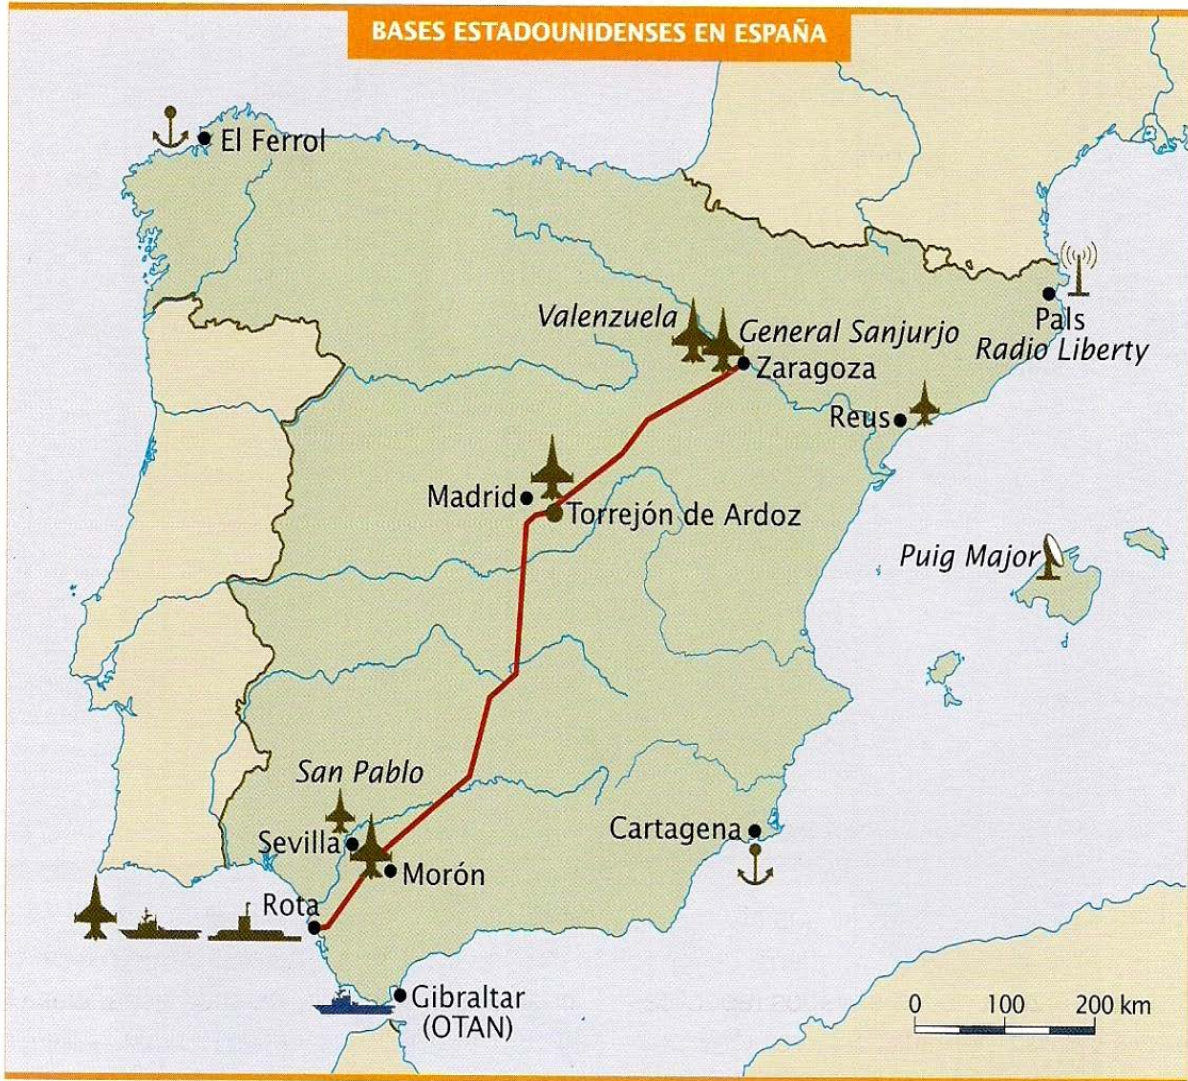 BASES ESTADOUNIDENSES EN ESPAÑA
El Ferrol
Valenzuela
General Sanjurjo
Zaragoza
Pals
Radio Liberty
Reus
Madrid
Torrejón de Ardoz
Puig Major
San Pablo
Sevilla
Morón
Cartagena
Rota
Gibraltar
(OTAN)
0 100 200 km